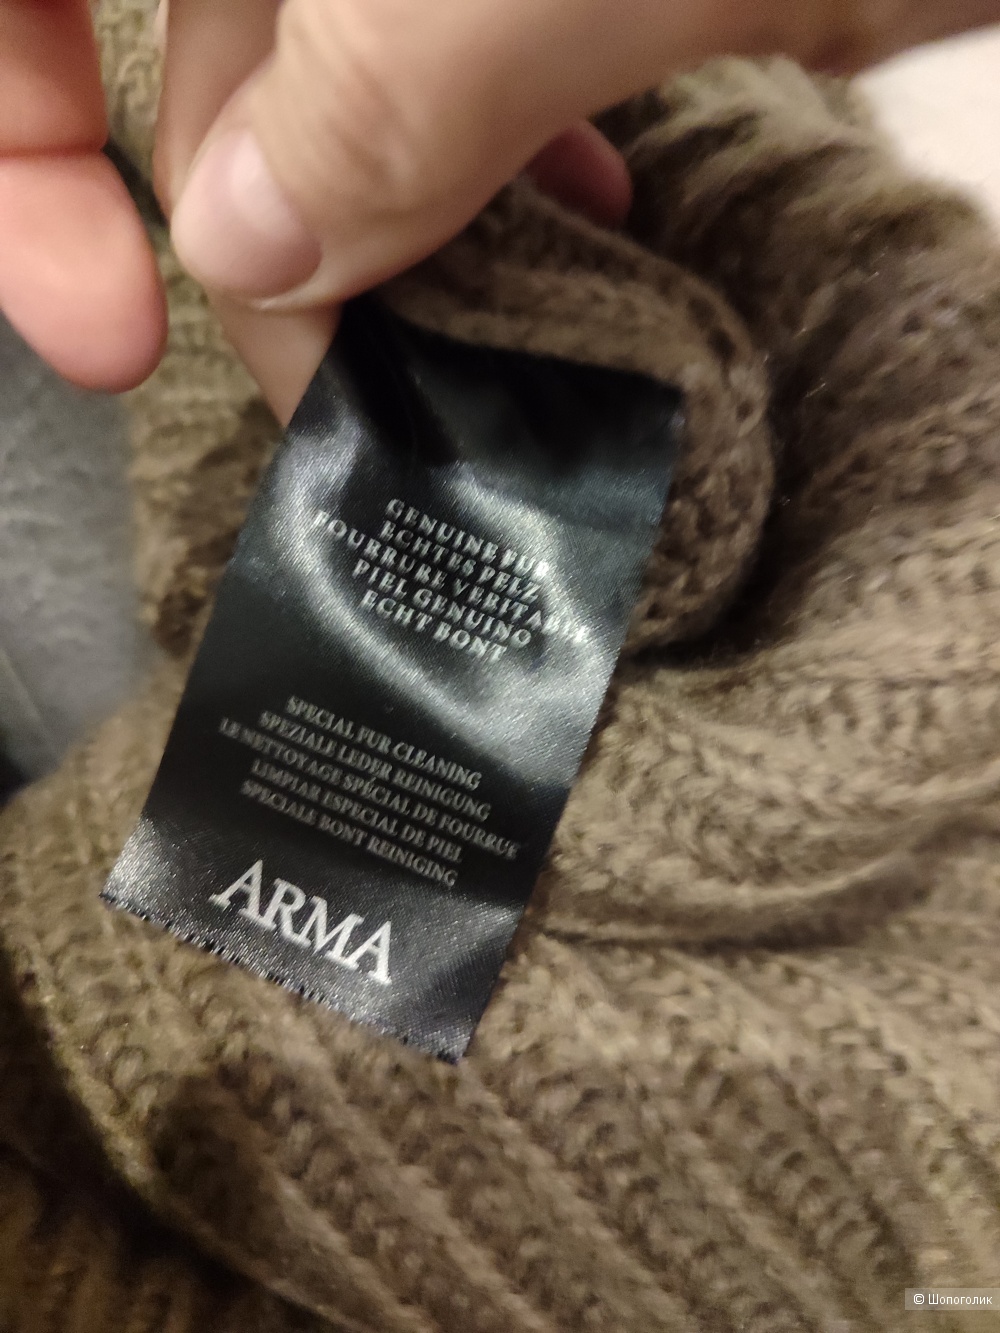 GENUINE FUR
ECHTES PELZ
FOURRURE VERITABLE
PIEL GENUINO
ECHT BONT
SPECIAL FUR CLEANING
SPEZIALE LEDER REINIGUNG
LE NETTOYAGE SPÉCIAL DE FOURRUE
LIMPIAR ESPECIAL DE PIEL
SPECIALE BONT REINIGING
ARMA
© Шопоголик